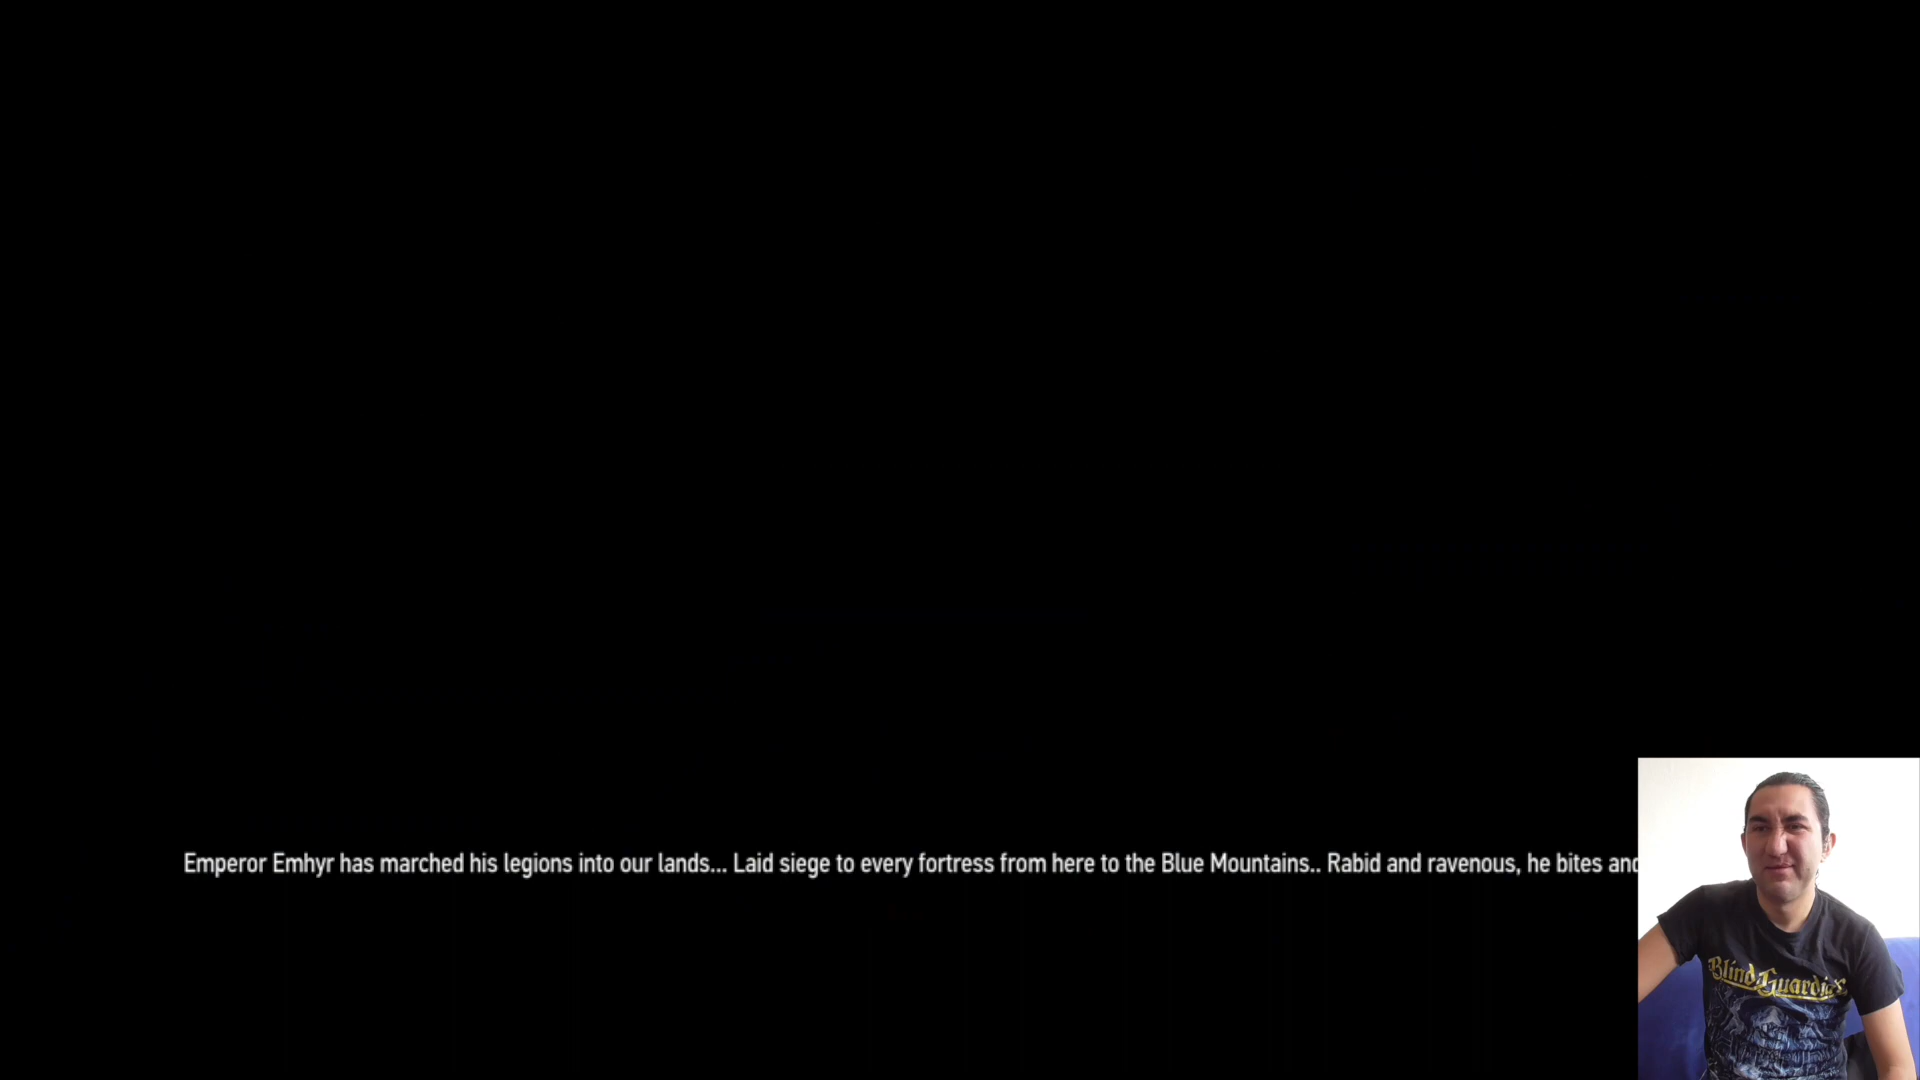 Emperor Emhyr has marched his legions into our lands... Laid siege to every fortress from here to the Blue Mountains.. Rabid and ravenous, he bites and
Blind Guardian